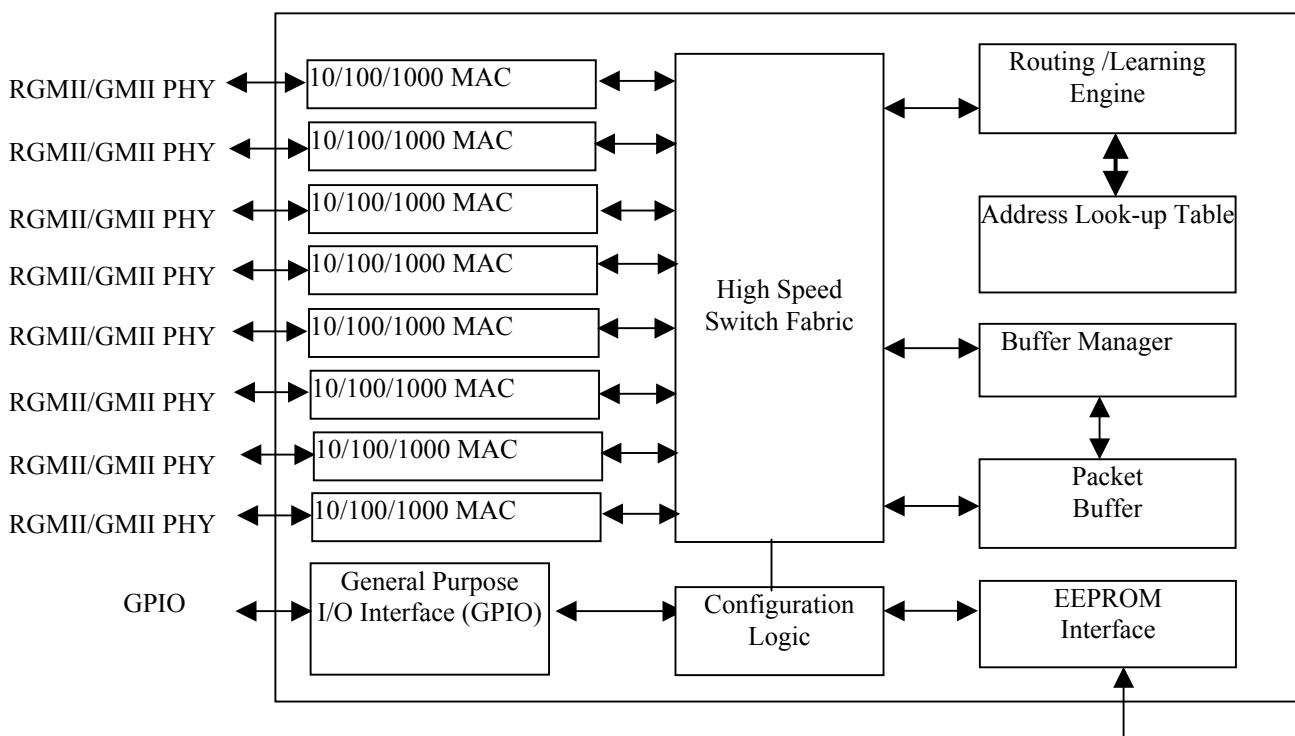 RGMII/GMII PHY
10/100/1000 MAC
RGMII/GMII PHY
10/100/1000 MAC
RGMII/GMII PHY
10/100/1000 MAC
RGMII/GMII PHY
10/100/1000 MAC
RGMII/GMII PHY
10/100/1000 MAC
RGMII/GMII PHY
10/100/1000 MAC
RGMII/GMII PHY
10/100/1000 MAC
RGMII/GMII PHY
10/100/1000 MAC
High Speed
Switch Fabric
Routing /Learning
Engine
Address Look-up Table
Buffer Manager
Packet
Buffer
GPIO
General Purpose
I/O Interface (GPIO)
Configuration
Logic
EEPROM
Interface